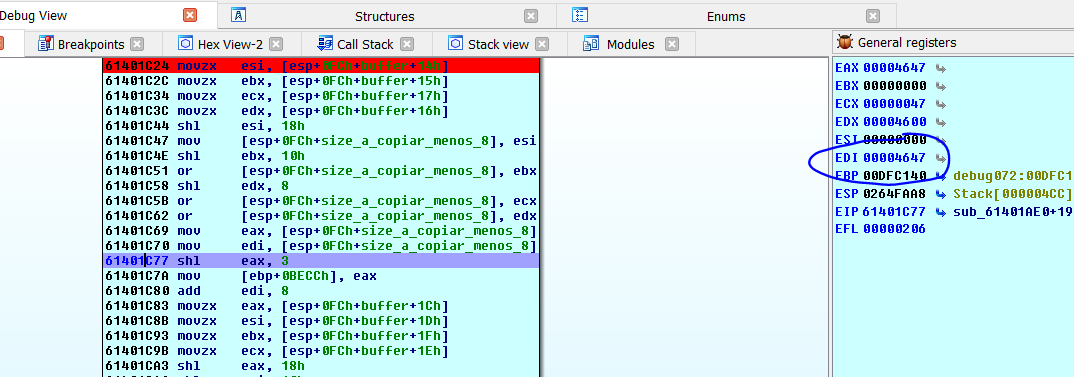 Debug View
Structures
Enums
Breakpoints
Hex View-2
Call Stack
Stack view
Modules
General registers
61401C24 movzx esi, [esp+0FCh+buffer+14h]
61401C2C movzx ebx, [esp+0FCh+buffer+15h]
61401C34 movzx ecx, [esp+0FCh+buffer+17h]
61401C3C movzx edx, [esp+0FCh+buffer+16h]
61401C44 shl esi, 18h
61401C47 mov [esp+0FCh+size_a_copiar_menos_8], esi
61401C4E shl ebx, 10h
61401C51 or [esp+0FCh+size_a_copiar_menos_8], ebx
61401C58 shl edx, 8
61401C5B or [esp+0FCh+size_a_copiar_menos_8], ecx
61401C62 or [esp+0FCh+size_a_copiar_menos_8], edx
61401C69 mov eax, [esp+0FCh+size_a_copiar_menos_8]
61401C70 mov edi, [esp+0FCh+size_a_copiar_menos_8]
61401C77 shl eax, 3
61401C7A mov [ebp+0BECCh], eax
61401C80 add edi, 8
61401C83 movzx eax, [esp+0FCh+buffer+1Ch]
61401C8B movzx esi, [esp+0FCh+buffer+1Dh]
61401C93 movzx ebx, [esp+0FCh+buffer+1Fh]
61401C9B movzx ecx, [esp+0FCh+buffer+1Eh]
61401CA3 shl eax, 18h
EAX 00004647
EBX 00000000
ECX 00000047
EDX 00004600
ESI 00000000
EDI 00004647
EBP 00DFC140 debug072:00DFC1
ESP 0264FAA8 Stack[000004CC]
EIP 61401C77 sub_61401AE0+19
EFL 00000206